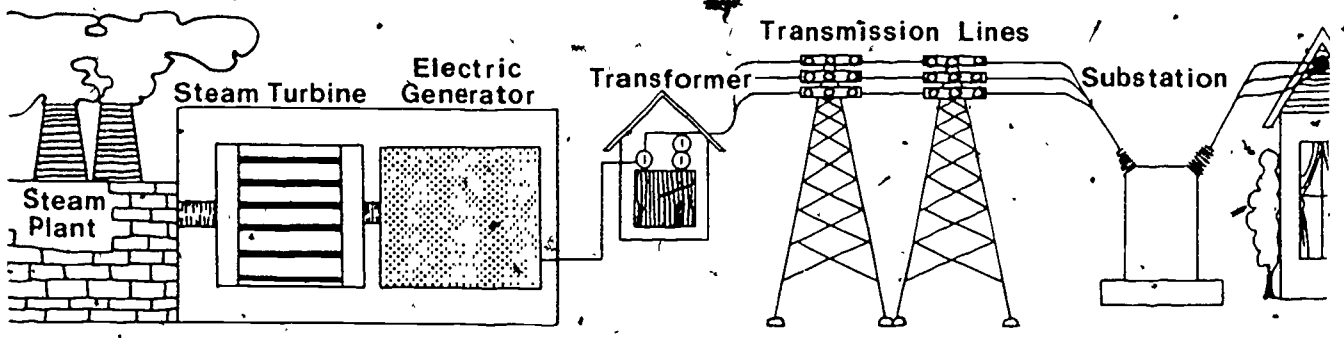 Steam
Plant
Steam Turbine
Electric
Generator
Transformer
Transmission Lines
Substation